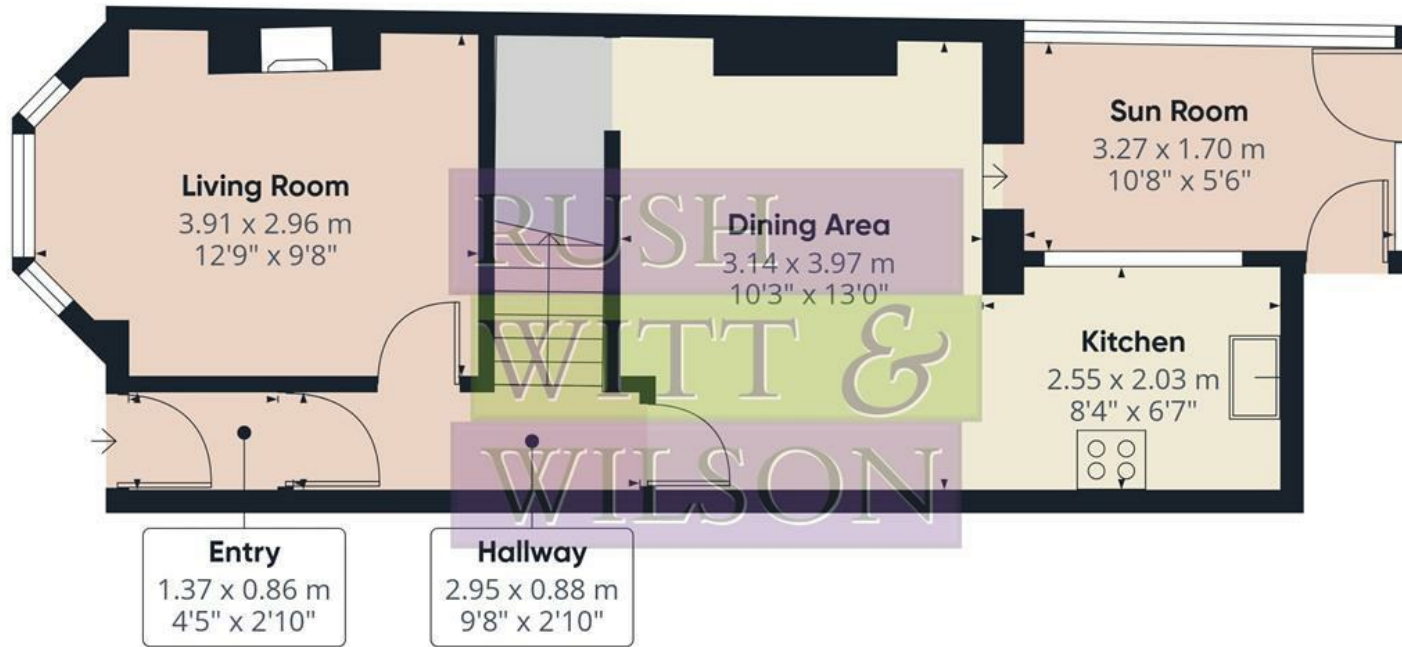 Living Room
3.91 x 2.96 m
12'9" x 9'8"
Dining Area
3.14 x 3.97 m
10'3" x 13'0"
Sun Room
3.27 x 1.70 m
10'8" x 5'6"
Kitchen
2.55 x 2.03 m
8'4" x 6'7"
Entry
1.37 x 0.86 m
4'5" x 2'10"
Hallway
2.95 x 0.88 m
9'8" x 2'10"
RUSH
WITT &
WILSON